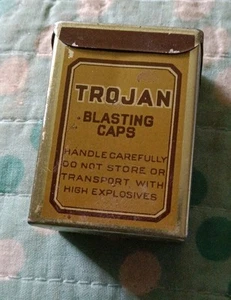 TROJAN
BLASTING
CAPS
HANDLE CAREFULLY
DO NOT STORE OR
TRANSPORT WITH
HIGH EXPLOSIVES